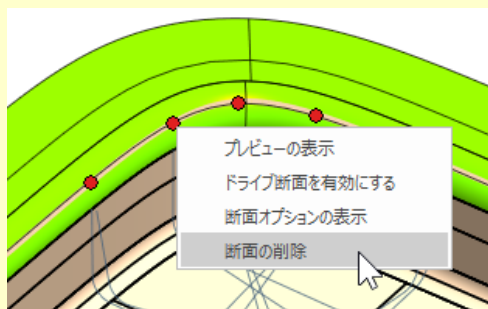 プレビューの表示
ドライブ断面を有効にする
断面オプションの表示
断面の削除